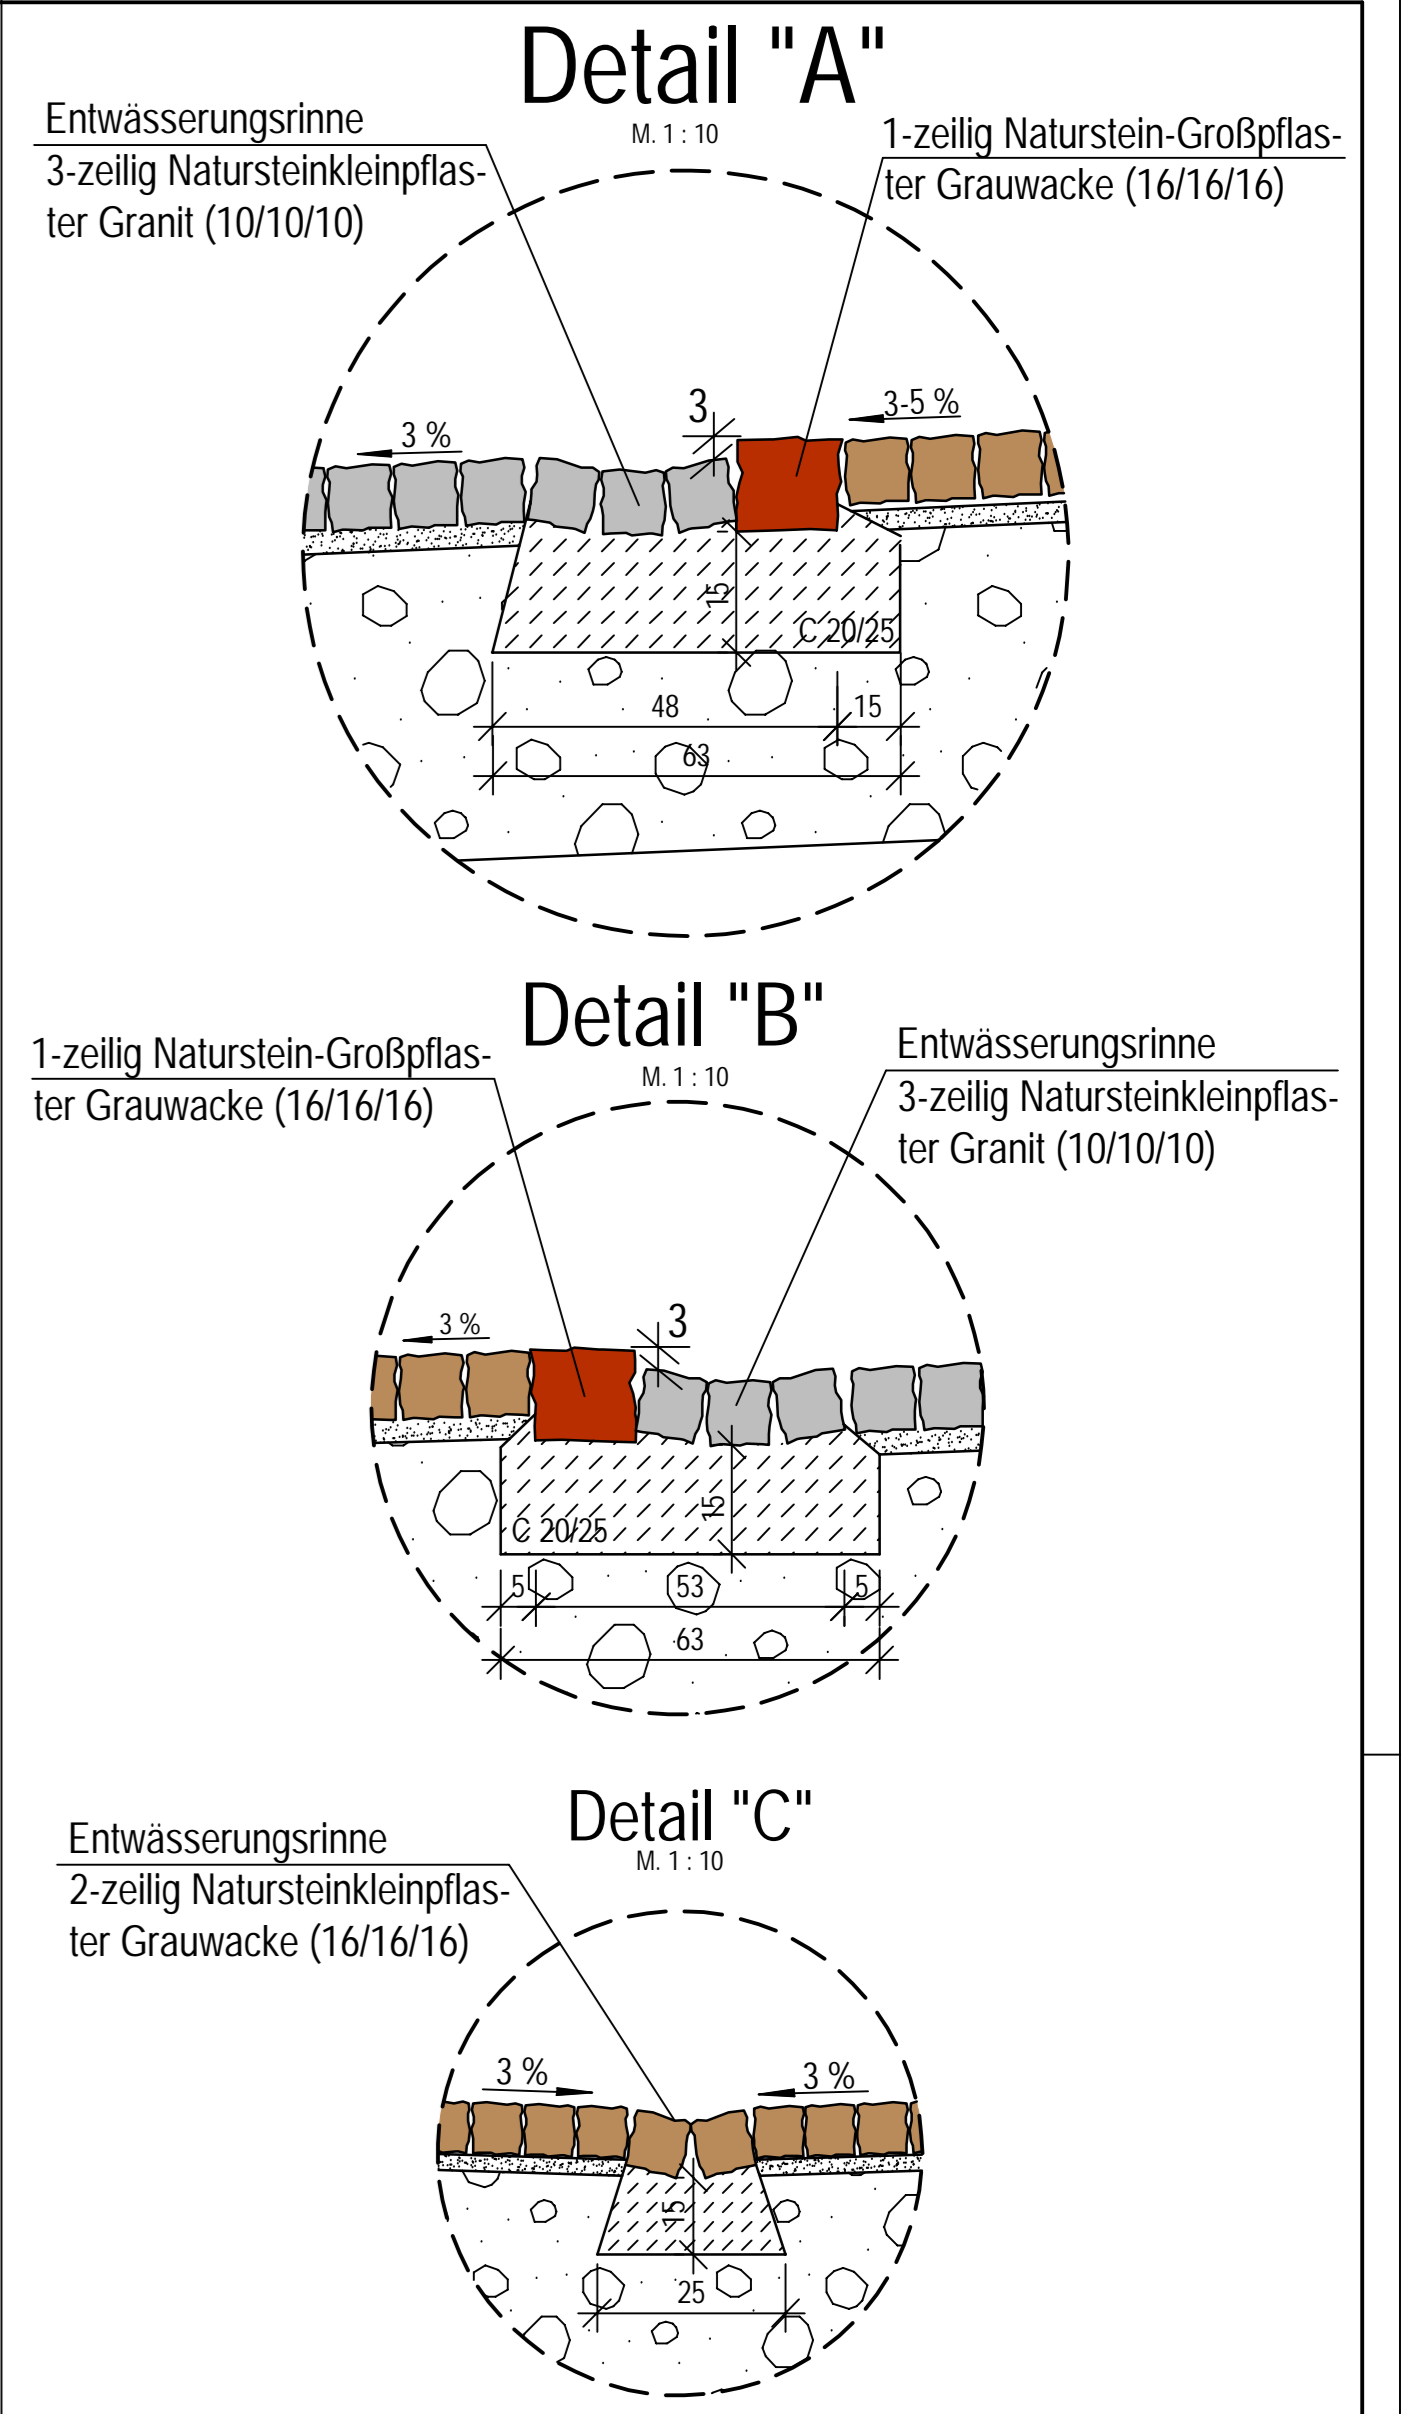 Detail "A"
M. 1 : 10
Entwässerungsrinne
3-zeilig Natursteinkleinpflas-
ter Granit (10/10/10)
1-zeilig Naturstein-Großpflas-
ter Grauwacke (16/16/16)
3
3-5 %
3 %
15
C 20/25
48
15
63
Detail "B"
M. 1 : 10
1-zeilig Naturstein-Großpflas-
ter Grauwacke (16/16/16)
Entwässerungsrinne
3-zeilig Natursteinkleinpflas-
ter Granit (10/10/10)
3 %
3
15
C 20/25
5
53
5
63
Detail "C"
M. 1 : 10
Entwässerungsrinne
2-zeilig Natursteinkleinpflas-
ter Grauwacke (16/16/16)
3 %
3 %
15
25